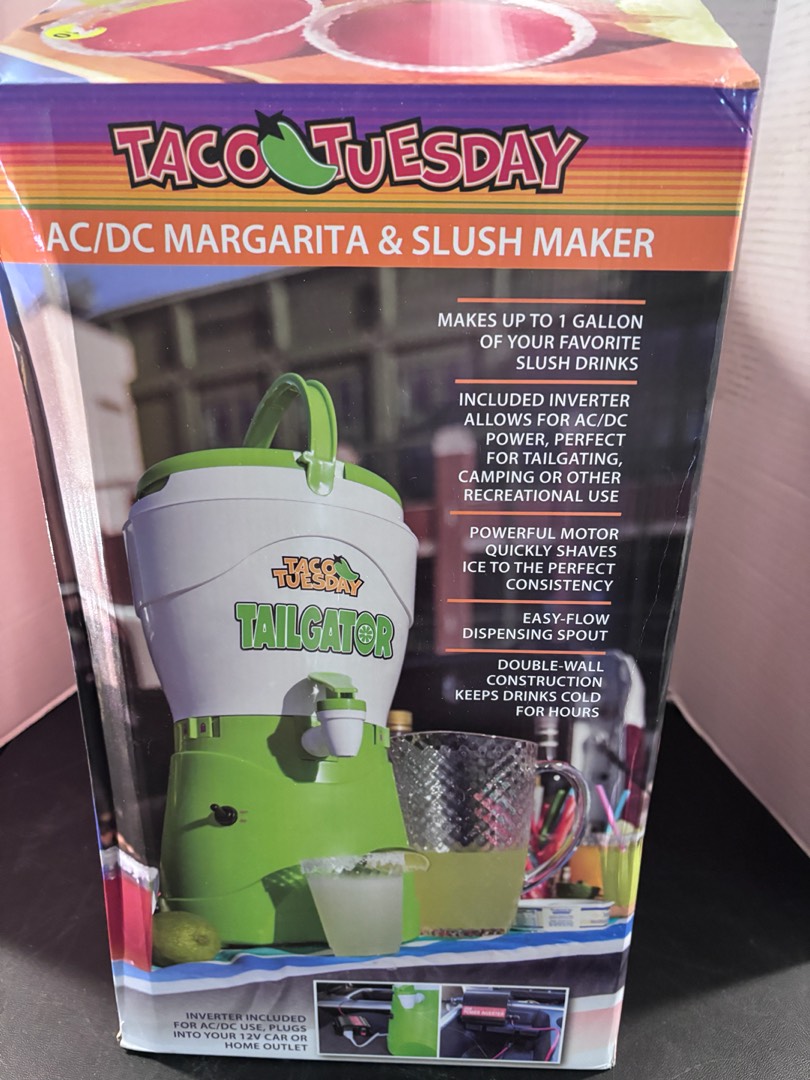 TACO TUESDAY
AC/DC MARGARITA & SLUSH MAKER
MAKES UP TO 1 GALLON
OF YOUR FAVORITE
SLUSH DRINKS
INCLUDED INVERTER
ALLOWS FOR AC/DC
POWER, PERFECT
FOR TAILGATING,
CAMPING OR OTHER
RECREATIONAL USE
POWERFUL MOTOR
QUICKLY SHAVES
ICE TO THE PERFECT
CONSISTENCY
EASY-FLOW
DISPENSING SPOUT
DOUBLE-WALL
CONSTRUCTION
KEEPS DRINKS COLD
FOR HOURS
TACO
TUESDAY
TAILGATOR
INVERTER INCLUDED
FOR AC/DC USE, PLUGS
INTO YOUR 12V CAR OR
HOME OUTLET
POWER INVERTER